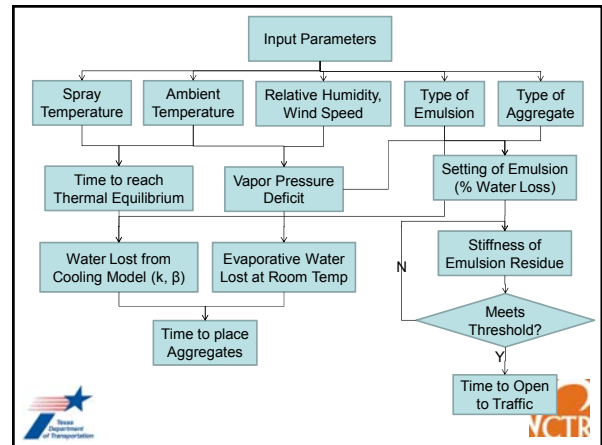 Input Parameters
Spray
Temperature
Ambient
Temperature
Relative Humidity,
Wind Speed
Type of
Emulsion
Type of
Aggregate
Time to reach
Thermal Equilibrium
Vapor Pressure
Deficit
Setting of Emulsion
(% Water Loss)
Water Lost from
Cooling Model (k, β)
Evaporative Water
Lost at Room Temp
N
Stiffness of
Emulsion Residue
Time to place
Aggregates
Meets
Threshold?
Y
Time to Open
to Traffic
Texas
Department
of Transportation